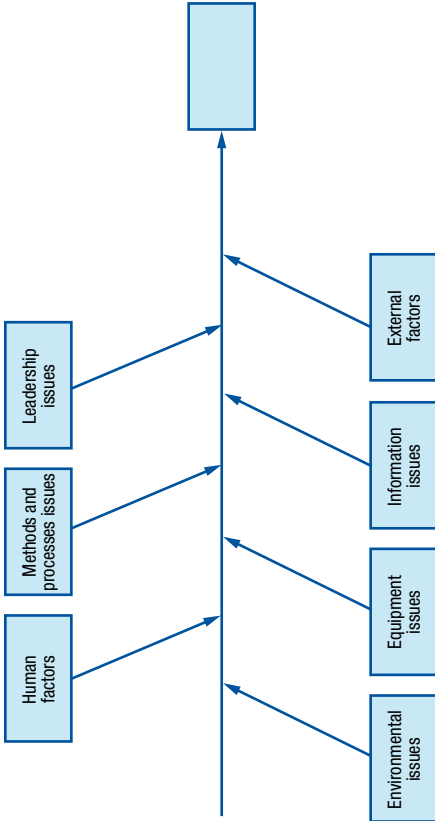 Human
factors
Methods and
processes issues
Leadership
issues
Environmental
issues
Equipment
issues
Information
issues
External
factors